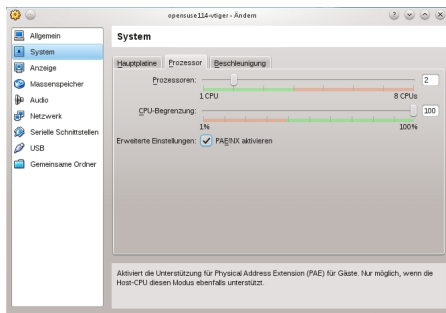 opensuse114-vtiger - Ändern
Allgemein
System
Anzeige
Massenspeicher
Audio
Netzwerk
Serielle Schnittstellen
USB
Gemeinsame Ordner
System
Hauptplatine
Prozessor
Beschleunigung
Prozessoren:
2
1 CPU
8 CPUs
CPU-Begrenzung:
100
1%
100%
Erweiterte Einstellungen:
PAE/NX aktivieren
Aktiviert die Unterstützung für Physical Address Extension (PAE) für Gäste. Nur möglich, wenn die
Host-CPU diesen Modus ebenfalls unterstützt.